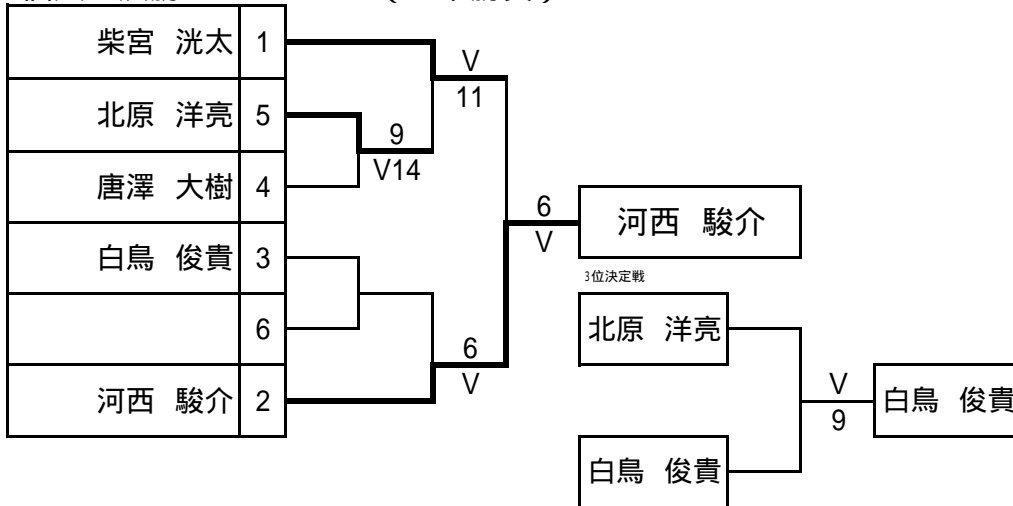 柴宮 洸太 1
V
11
北原 洋亮 5
9
V14
唐澤 大樹 4
6
V
河西 駿介
白鳥 俊貴 3
3位決定戦
6
北原 洋亮
6
V
河西 駿介 2
V
9
白鳥 俊貴
白鳥 俊貴